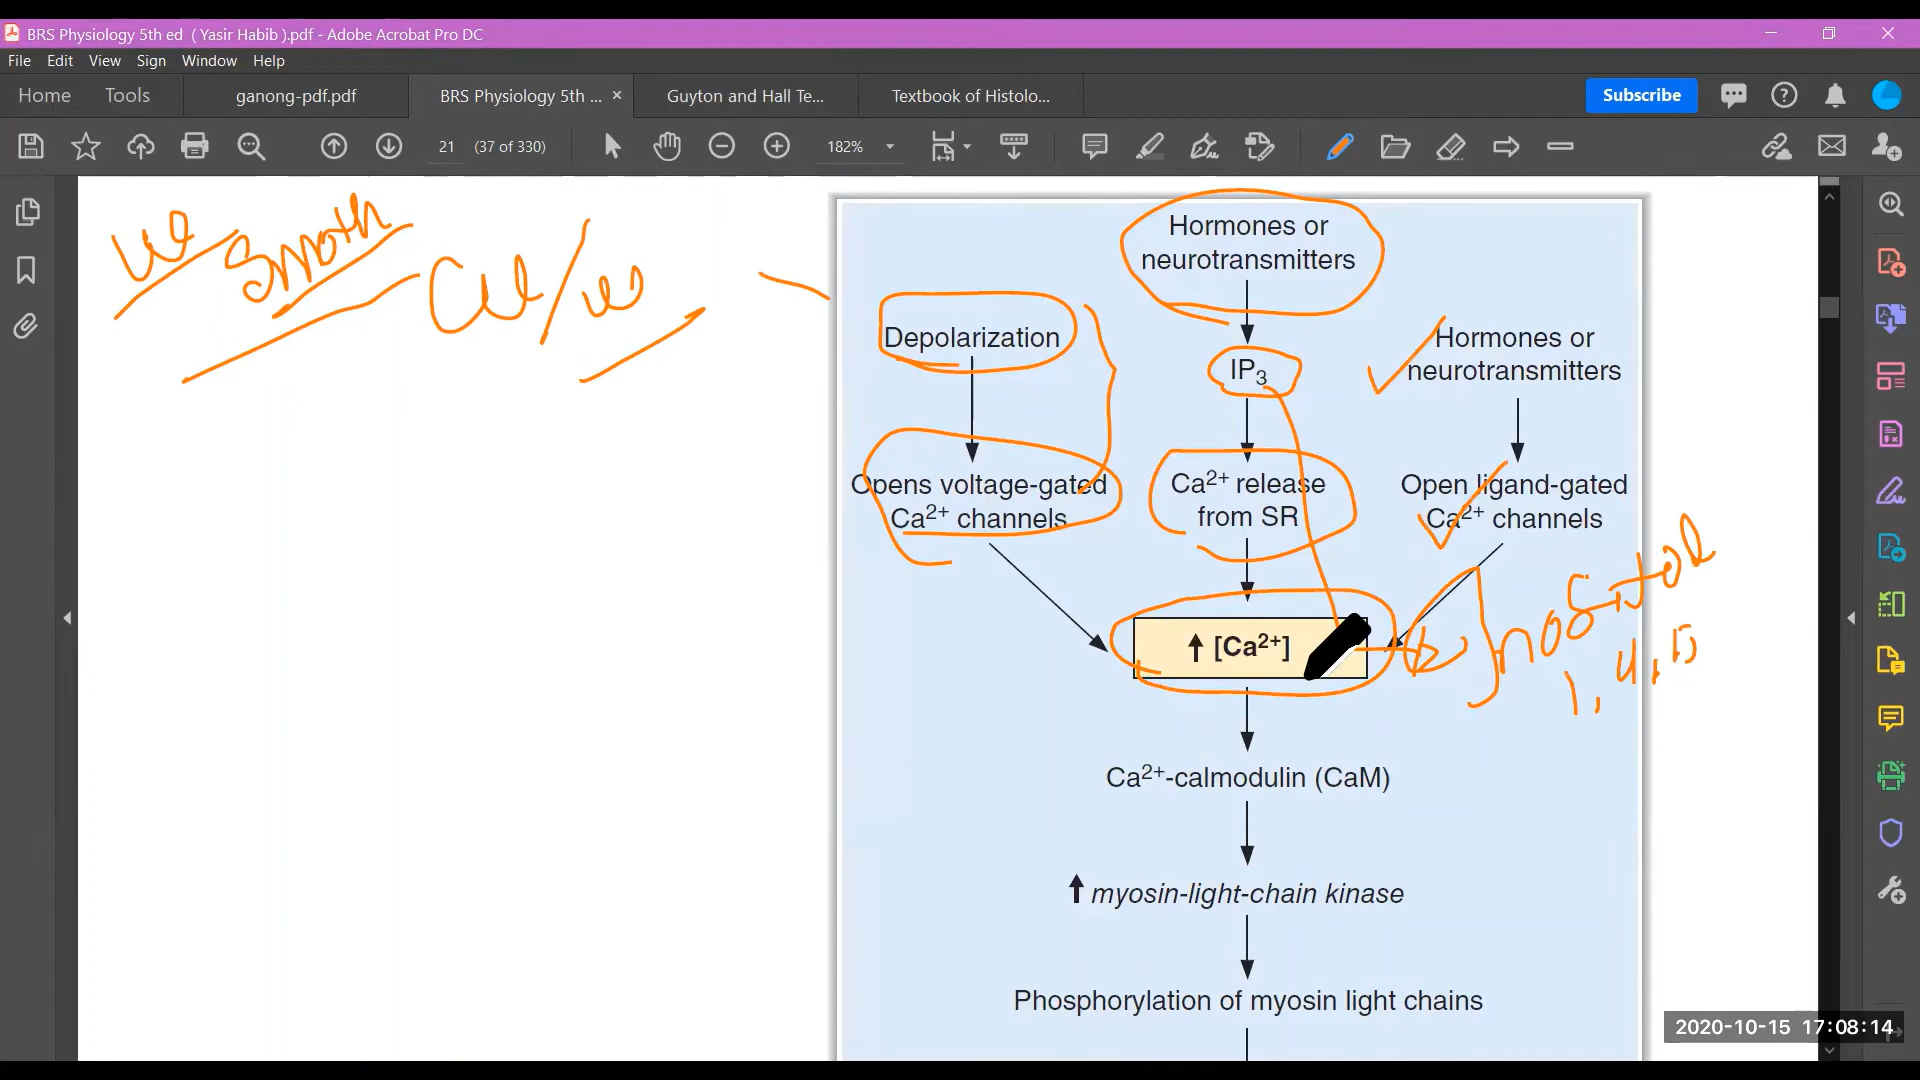 BRS Physiology 5th ed ( Yasir Habib ).pdf - Adobe Acrobat Pro DC
File Edit View Sign Window Help
Home Tools ganong-pdf.pdf BRS Physiology 5th ... × Guyton and Hall Te... Textbook of Histolo... Subscribe
21 (37 of 330) 182%
Smooth
Hormones or
neurotransmitters
Depolarization
IP3
Hormones or
neurotransmitters
Opens voltage-gated
Ca2+ channels
Ca2+ release
from SR
Open ligand-gated
Ca2+ channels
↑ [Ca2+]
Inositol
1, 4, 5
Ca2+-calmodulin (CaM)
↑ myosin-light-chain kinase
Phosphorylation of myosin light chains
2020-10-15 17:08:14